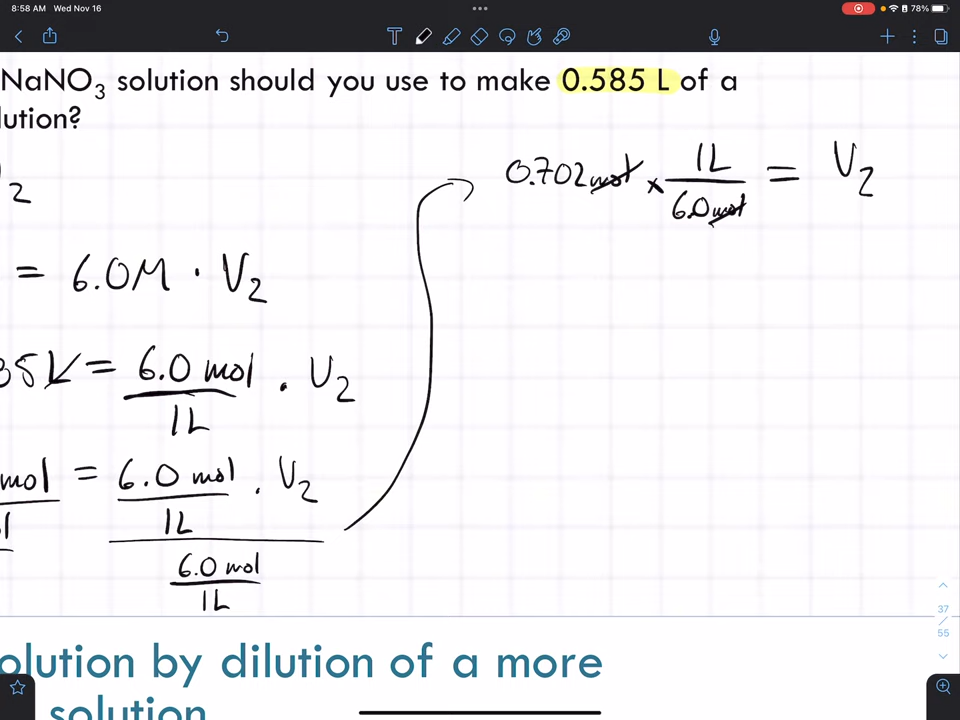 8:58 AM Wed Nov 16
78%
NaNO3 solution should you use to make 0.585 L of a
lution?
2
0.702 mol × 1L / 6.0 mol = V2
= 6.0M · V2
35 L = 6.0 mol / 1L · V2
mol = 6.0 mol / 1L · V2
6.0 mol / 1L
37 / 55
olution by dilution of a more
solution